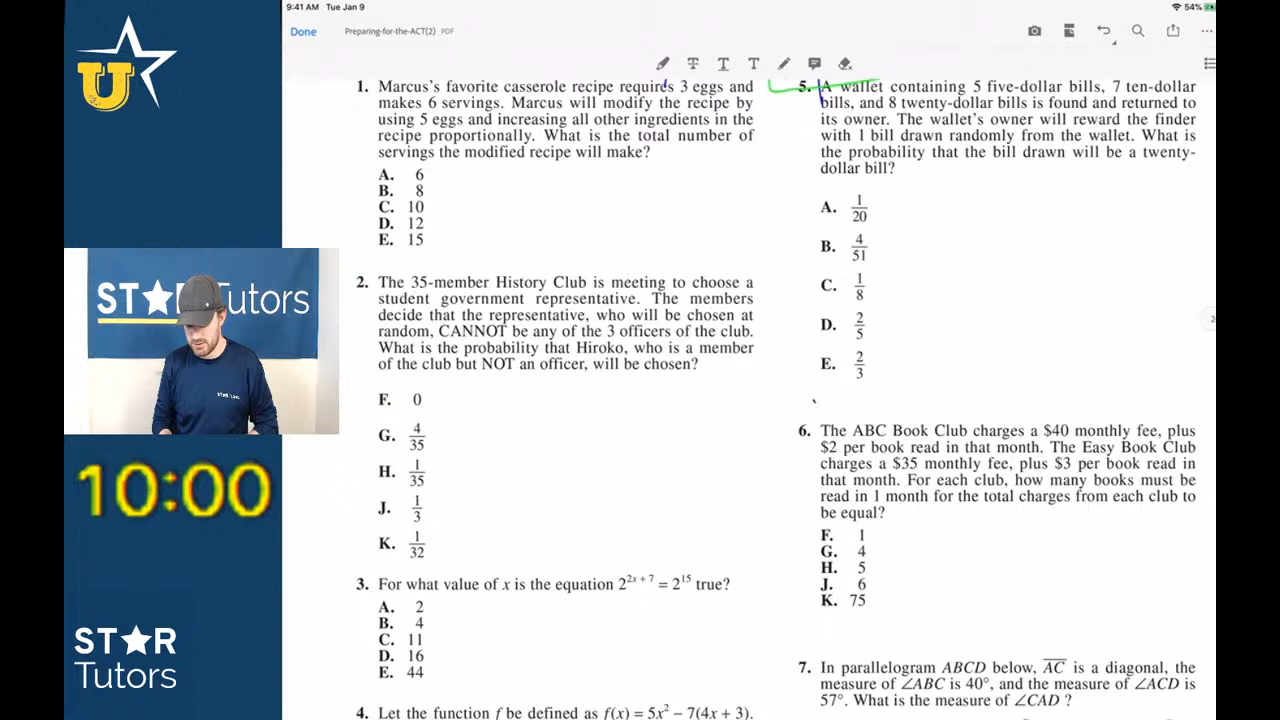 9:41 AM Tue Jan 9
54%
Done
Preparing-for-the-ACT(2) PDF
U
1. Marcus's favorite casserole recipe requires 3 eggs and
makes 6 servings. Marcus will modify the recipe by
using 5 eggs and increasing all other ingredients in the
recipe proportionally. What is the total number of
servings the modified recipe will make?
A. 6
B. 8
C. 10
D. 12
E. 15
2. The 35-member History Club is meeting to choose a
student government representative. The members
decide that the representative, who will be chosen at
random, CANNOT be any of the 3 officers of the club.
What is the probability that Hiroko, who is a member
of the club but NOT an officer, will be chosen?
F. 0
G. 4/35
H. 1/35
J. 1/3
K. 1/32
3. For what value of x is the equation 2^{2x + 7} = 2^{15} true?
A. 2
B. 4
C. 11
D. 16
E. 44
4. Let the function f be defined as f(x) = 5x² − 7(4x + 3).
5. A wallet containing 5 five-dollar bills, 7 ten-dollar
bills, and 8 twenty-dollar bills is found and returned to
its owner. The wallet's owner will reward the finder
with 1 bill drawn randomly from the wallet. What is
the probability that the bill drawn will be a twenty-
dollar bill?
A. 1/20
B. 4/51
C. 1/8
D. 2/5
E. 2/3
6. The ABC Book Club charges a $40 monthly fee, plus
$2 per book read in that month. The Easy Book Club
charges a $35 monthly fee, plus $3 per book read in
that month. For each club, how many books must be
read in 1 month for the total charges from each club to
be equal?
F. 1
G. 4
H. 5
J. 6
K. 75
7. In parallelogram ABCD below, AC is a diagonal, the
measure of ∠ABC is 40°, and the measure of ∠ACD is
57°. What is the measure of ∠CAD ?
2
10:00
STAR
Tutors